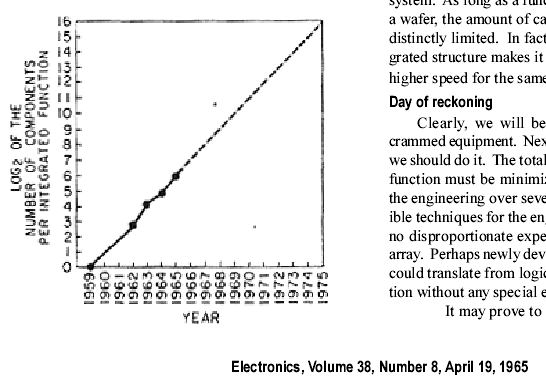 LOG2 OF THE
NUMBER OF COMPONENTS
PER INTEGRATED FUNCTION
16
15
14
13
12
11
10
9
8
7
6
5
4
3
2
1
0
1959
1960
1961
1962
1963
1964
1965
1966
1967
1968
1969
1970
1971
1972
1973
1974
1975
YEAR
system. As long as a func
a wafer, the amount of ca
distinctly limited. In fact
grated structure makes it
higher speed for the same
Day of reckoning
Clearly, we will be
crammed equipment. Nex
we should do it. The total
function must be minimiz
the engineering over seve
ible techniques for the eng
no disproportionate expe
array. Perhaps newly dev
could translate from logic
tion without any special e
It may prove to
Electronics, Volume 38, Number 8, April 19, 1965